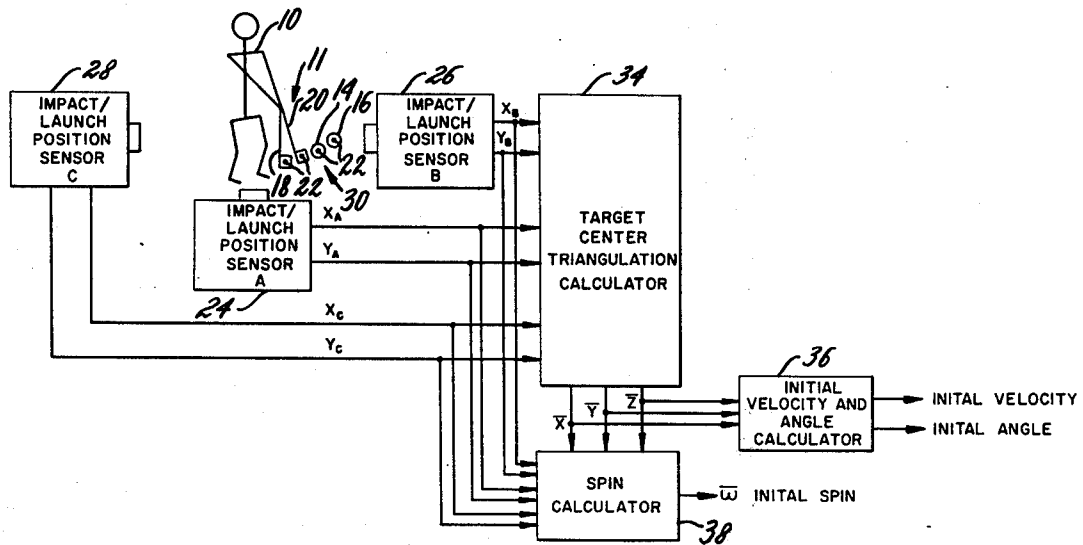 10
28
11
26
34
20
14
16
IMPACT/
LAUNCH
POSITION
SENSOR
C
IMPACT/
LAUNCH
POSITION
SENSOR
B
X_B
Y_B
18
22
22
30
IMPACT/
LAUNCH
POSITION
SENSOR
A
X_A
Y_A
24
TARGET
CENTER
TRIANGULATION
CALCULATOR
X_C
Y_C
36
X̅
Y̅
Z̅
INITIAL
VELOCITY AND
ANGLE
CALCULATOR
INITAL VELOCITY
INITAL ANGLE
SPIN
CALCULATOR
ω̅ INITAL SPIN
38